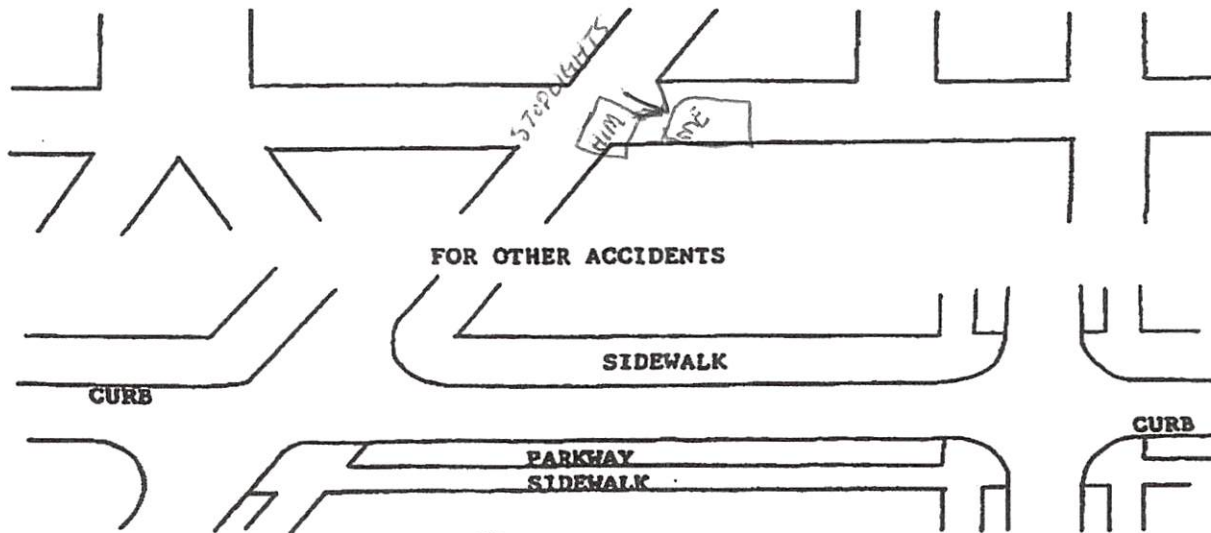 STOPLIGHTS
HIM
ME
FOR OTHER ACCIDENTS
SIDEWALK
CURB
CURB
PARKWAY
SIDEWALK